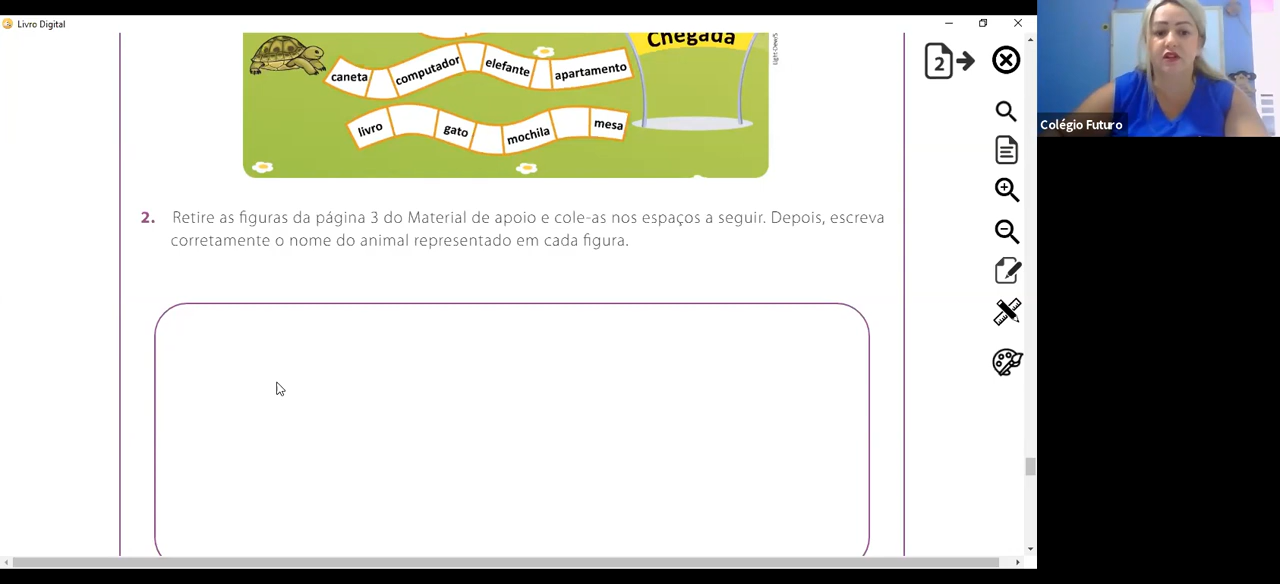 Livro Digital
Chegada
caneta
computador
elefante
apartamento
livro
gato
mochila
mesa
2
Colégio Futuro
2. Retire as figuras da página 3 do Material de apoio e cole-as nos espaços a seguir. Depois, escreva
corretamente o nome do animal representado em cada figura.